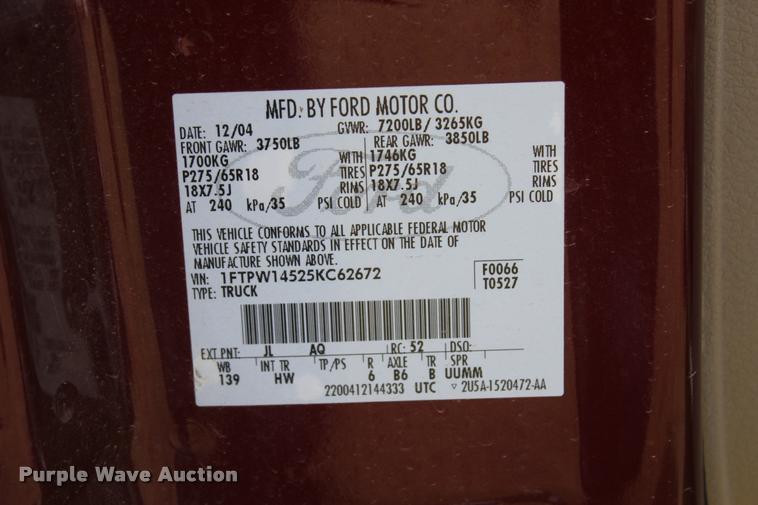 MFD. BY FORD MOTOR CO.
DATE: 12/04 GVWR: 7200LB/ 3265KG
FRONT GAWR: 3750LB REAR GAWR: 3850LB
1700KG WITH 1746KG WITH
P275/65R18 TIRES P275/65R18 TIRES
18X7.5J RIMS 18X7.5J RIMS
AT 240 kPa/35 PSI COLD AT 240 kPa/35 PSI COLD
Ford
THIS VEHICLE CONFORMS TO ALL APPLICABLE FEDERAL MOTOR
VEHICLE SAFETY STANDARDS IN EFFECT ON THE DATE OF
MANUFACTURE SHOWN ABOVE.
VIN: 1FTPW14525KC62672 F0066
TYPE: TRUCK T0527
EXT PNT: JL AQ RC: 52 DSO:
WB INT TR TP/PS R AXLE TR SPR
139 HW 6 B6 B UUMM
2200412144333 UTC ▽ 2U5A-1520472-AA
Purple Wave Auction